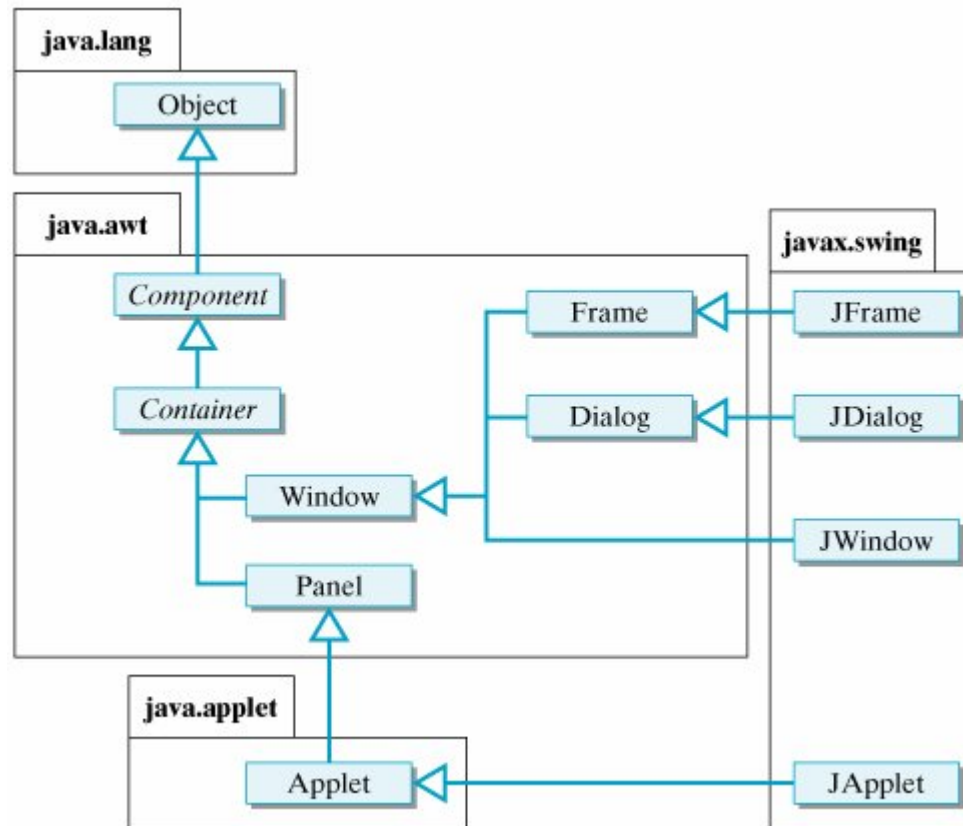 java.lang
Object
java.awt
javax.swing
Component
Frame
JFrame
Container
Dialog
JDialog
Window
JWindow
Panel
java.applet
Applet
JApplet